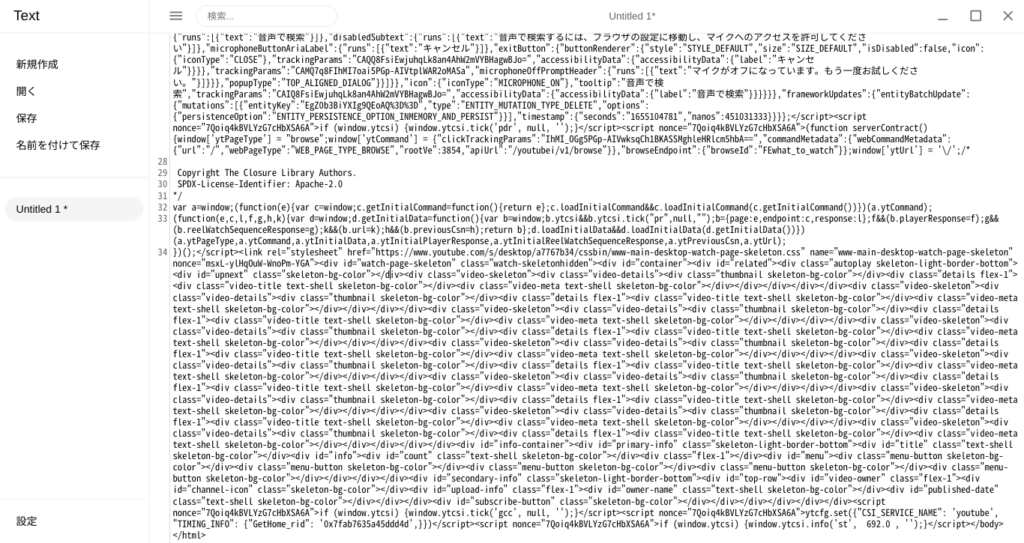 Text
検索...
Untitled 1*
新規作成
開く
保存
名前を付けて保存
Untitled 1 *
設定
{"runs":[{"text":"音声で検索"}]},"disabledSubtext":{"runs":[{"text":"音声で検索するには、ブラウザの設定に移動し、マイクへのアクセスを許可してくださ
い"}]},"microphoneButtonAriaLabel":{"runs":[{"text":"キャンセル"}]},"exitButton":{"buttonRenderer":{"style":"STYLE_DEFAULT","size":"SIZE_DEFAULT","isDisabled":false,"icon":
{"iconType":"CLOSE"},"trackingParams":"CAQQ8FsiEwjuhqLk8an4AhW2mVYBHagwBJo=","accessibilityData":{"accessibilityData":{"label":"キャンセ
ル"}}}},"trackingParams":"CAMQ7q8FIhMI7oai5PGp-AIVtplWAR2oMASa","microphoneOffPromptHeader":{"runs":[{"text":"マイクがオフになっています。もう一度お試しくださ
い。"}]}}},"popupType":"TOP_ALIGNED_DIALOG"}}]}},"icon":{"iconType":"MICROPHONE_ON"},"tooltip":"音声で検
索","trackingParams":"CAIQ8FsiEwjuhqLk8an4AhW2mVYBHagwBJo=","accessibilityData":{"accessibilityData":{"label":"音声で検索"}}}}}},"frameworkUpdates":{"entityBatchUpdate":
{"mutations":[{"entityKey":"EgZOb3BiYXIg9QEoAQ%3D%3D","type":"ENTITY_MUTATION_TYPE_DELETE","options":
{"persistenceOption":"ENTITY_PERSISTENCE_OPTION_INMEMORY_AND_PERSIST"}}],"timestamp":{"seconds":"1655104781","nanos":451031333}}}};</script><script
nonce="7Qoiq4kBVLYzG7cHbXSA6A">if (window.ytcsi) {window.ytcsi.tick('pdr', null, '');}</script><script nonce="7Qoiq4kBVLYzG7cHbXSA6A">(function serverContract()
{window['ytPageType'] = "browse";window['ytCommand'] = {"clickTrackingParams":"IhMI_OGg5PGp-AIVwksqCh1BKASSMghleHRlcm5hbA==","commandMetadata":{"webCommandMetadata":
{"url":"/","webPageType":"WEB_PAGE_TYPE_BROWSE","rootVe":3854,"apiUrl":"/youtubei/v1/browse"}},"browseEndpoint":{"browseId":"FEwhat_to_watch"}};window['ytUrl'] = '\/';/*
28
29 Copyright The Closure Library Authors.
30 SPDX-License-Identifier: Apache-2.0
31 */
32 var a=window;(function(e){var c=window;c.getInitialCommand=function(){return e};c.loadInitialCommand&&c.loadInitialCommand(c.getInitialCommand())})(a.ytCommand);
33 (function(e,c,l,f,g,h,k){var d=window;d.getInitialData=function(){var b=window;b.ytcsi&&b.ytcsi.tick("pr",null,"");b={page:e,endpoint:c,response:l};f&&(b.playerResponse=f);g&&
(b.reelWatchSequenceResponse=g);k&&(b.url=k);h&&(b.previousCsn=h);return b};d.loadInitialData&&d.loadInitialData(d.getInitialData())})
(a.ytPageType,a.ytCommand,a.ytInitialData,a.ytInitialPlayerResponse,a.ytInitialReelWatchSequenceResponse,a.ytPreviousCsn,a.ytUrl);
34 })();</script><link rel="stylesheet" href="https://www.youtube.com/s/desktop/a7767b34/cssbin/www-main-desktop-watch-page-skeleton.css" name="www-main-desktop-watch-page-skeleton"
nonce="msxL-ylHqOuW-WnoPm-YGA"><div id="watch-page-skeleton" class="watch-skeletonhidden"><div id="container"><div id="related"><div class="autoplay skeleton-light-border-bottom">
<div id="upnext" class="skeleton-bg-color"></div><div class="video-skeleton"><div class="video-details"><div class="thumbnail skeleton-bg-color"></div><div class="details flex-1">
<div class="video-title text-shell skeleton-bg-color"></div><div class="video-meta text-shell skeleton-bg-color"></div></div></div></div></div><div class="video-skeleton"><div
class="video-details"><div class="thumbnail skeleton-bg-color"></div><div class="details flex-1"><div class="video-title text-shell skeleton-bg-color"></div><div class="video-meta
text-shell skeleton-bg-color"></div></div></div></div><div class="video-skeleton"><div class="video-details"><div class="thumbnail skeleton-bg-color"></div><div class="details
flex-1"><div class="video-title text-shell skeleton-bg-color"></div><div class="video-meta text-shell skeleton-bg-color"></div></div></div></div><div class="video-skeleton"><div
class="video-details"><div class="thumbnail skeleton-bg-color"></div><div class="details flex-1"><div class="video-title text-shell skeleton-bg-color"></div><div class="video-meta
text-shell skeleton-bg-color"></div></div></div></div><div class="video-skeleton"><div class="video-details"><div class="thumbnail skeleton-bg-color"></div><div class="details
flex-1"><div class="video-title text-shell skeleton-bg-color"></div><div class="video-meta text-shell skeleton-bg-color"></div></div></div></div><div class="video-skeleton"><div
class="video-details"><div class="thumbnail skeleton-bg-color"></div><div class="details flex-1"><div class="video-title text-shell skeleton-bg-color"></div><div class="video-meta
text-shell skeleton-bg-color"></div></div></div></div><div class="video-skeleton"><div class="video-details"><div class="thumbnail skeleton-bg-color"></div><div class="details
flex-1"><div class="video-title text-shell skeleton-bg-color"></div><div class="video-meta text-shell skeleton-bg-color"></div></div></div></div><div class="video-skeleton"><div
class="video-details"><div class="thumbnail skeleton-bg-color"></div><div class="details flex-1"><div class="video-title text-shell skeleton-bg-color"></div><div class="video-meta
text-shell skeleton-bg-color"></div></div></div></div><div class="video-skeleton"><div class="video-details"><div class="thumbnail skeleton-bg-color"></div><div class="details
flex-1"><div class="video-title text-shell skeleton-bg-color"></div><div class="video-meta text-shell skeleton-bg-color"></div></div></div></div><div class="video-skeleton"><div
class="video-details"><div class="thumbnail skeleton-bg-color"></div><div class="details flex-1"><div class="video-title text-shell skeleton-bg-color"></div><div class="video-meta
text-shell skeleton-bg-color"></div></div></div></div></div><div id="info-container"><div id="primary-info" class="skeleton-light-border-bottom"><div id="title" class="text-shell
skeleton-bg-color"></div><div id="info"><div id="count" class="text-shell skeleton-bg-color"></div><div class="flex-1"></div><div id="menu"><div class="menu-button skeleton-bg-
color"></div><div class="menu-button skeleton-bg-color"></div><div class="menu-button skeleton-bg-color"></div><div class="menu-button skeleton-bg-color"></div><div class="menu-
button skeleton-bg-color"></div></div></div></div><div id="secondary-info" class="skeleton-light-border-bottom"><div id="top-row"><div id="video-owner" class="flex-1"><div
id="channel-icon" class="skeleton-bg-color"></div><div id="upload-info" class="flex-1"><div id="owner-name" class="text-shell skeleton-bg-color"></div><div id="published-date"
class="text-shell skeleton-bg-color"></div></div></div><div id="subscribe-button" class="skeleton-bg-color"></div></div></div></div></div></div><script
nonce="7Qoiq4kBVLYzG7cHbXSA6A">if (window.ytcsi) {window.ytcsi.tick('gcc', null, '');}</script><script nonce="7Qoiq4kBVLYzG7cHbXSA6A">ytcfg.set({"CSI_SERVICE_NAME": 'youtube',
"TIMING_INFO": {"GetHome_rid": '0x7fab7635a45ddd4d',}})</script><script nonce="7Qoiq4kBVLYzG7cHbXSA6A">if (window.ytcsi) {window.ytcsi.info('st', 692.0 , '');}</script></body>
</html>